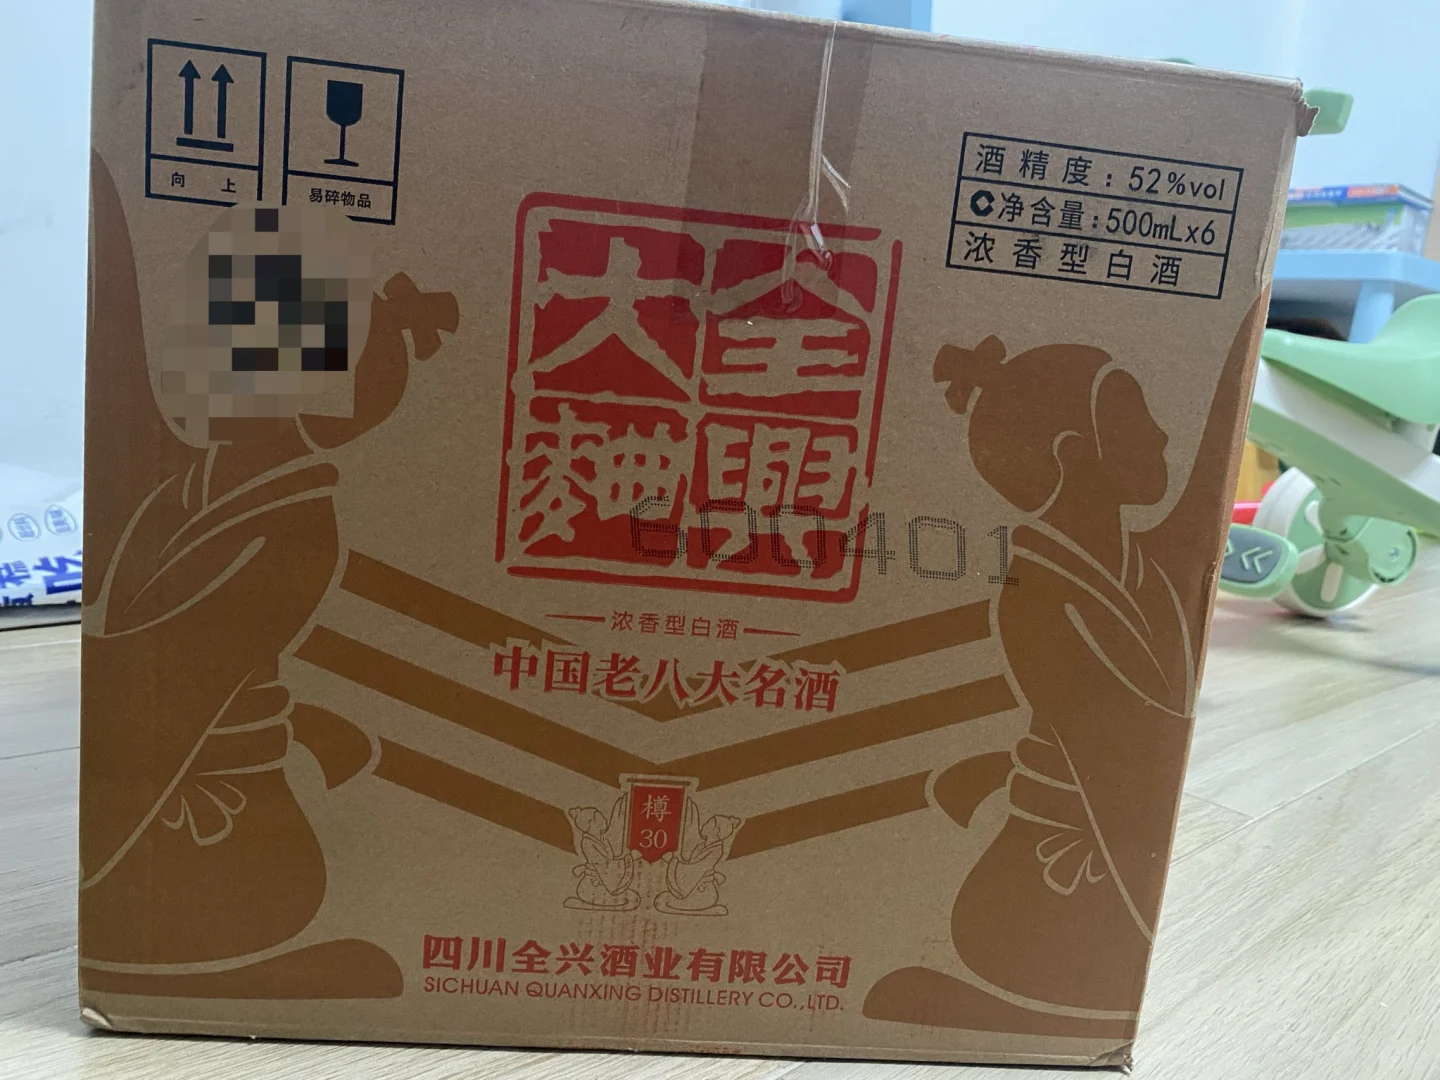 向 上
易碎物品
酒精度：52%vol
净含量：500mLx6
浓香型白酒
全興
大麯
600401
浓香型白酒
中国老八大名酒
樽
30
四川全兴酒业有限公司
SICHUAN QUANXING DISTILLERY CO.,LTD.